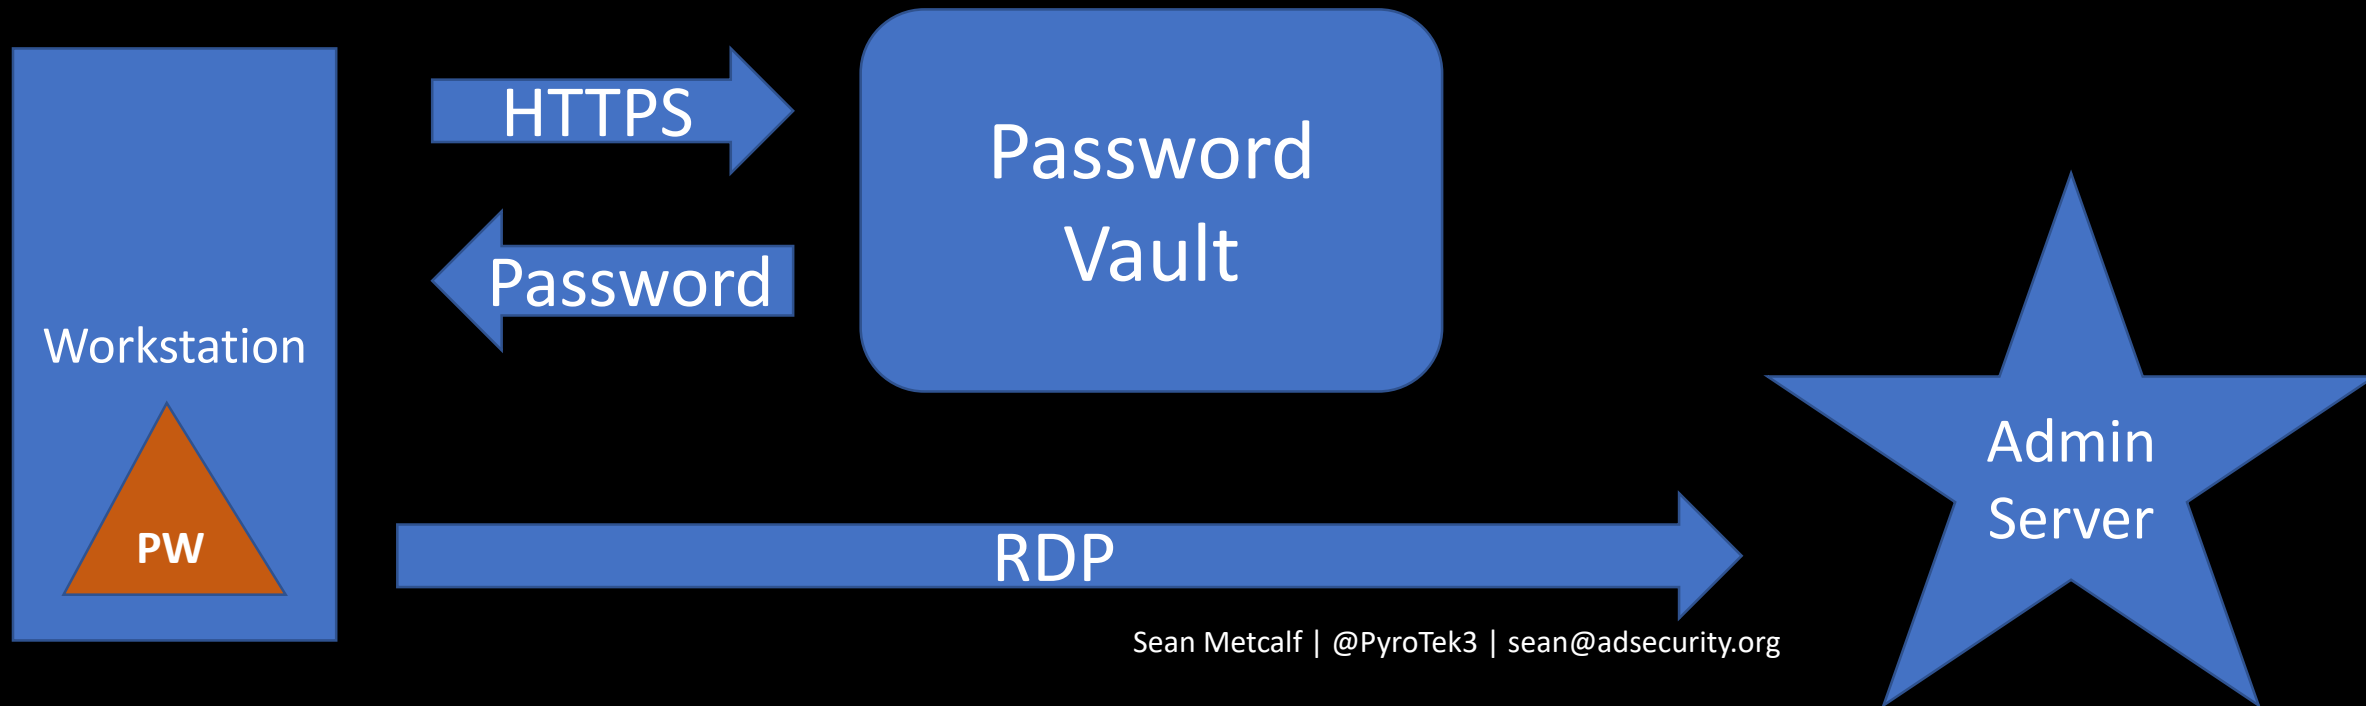 HTTPS
Password
Workstation
PW
Password
Vault
RDP
Admin
Server
Sean Metcalf | @PyroTek3 | sean@adsecurity.org